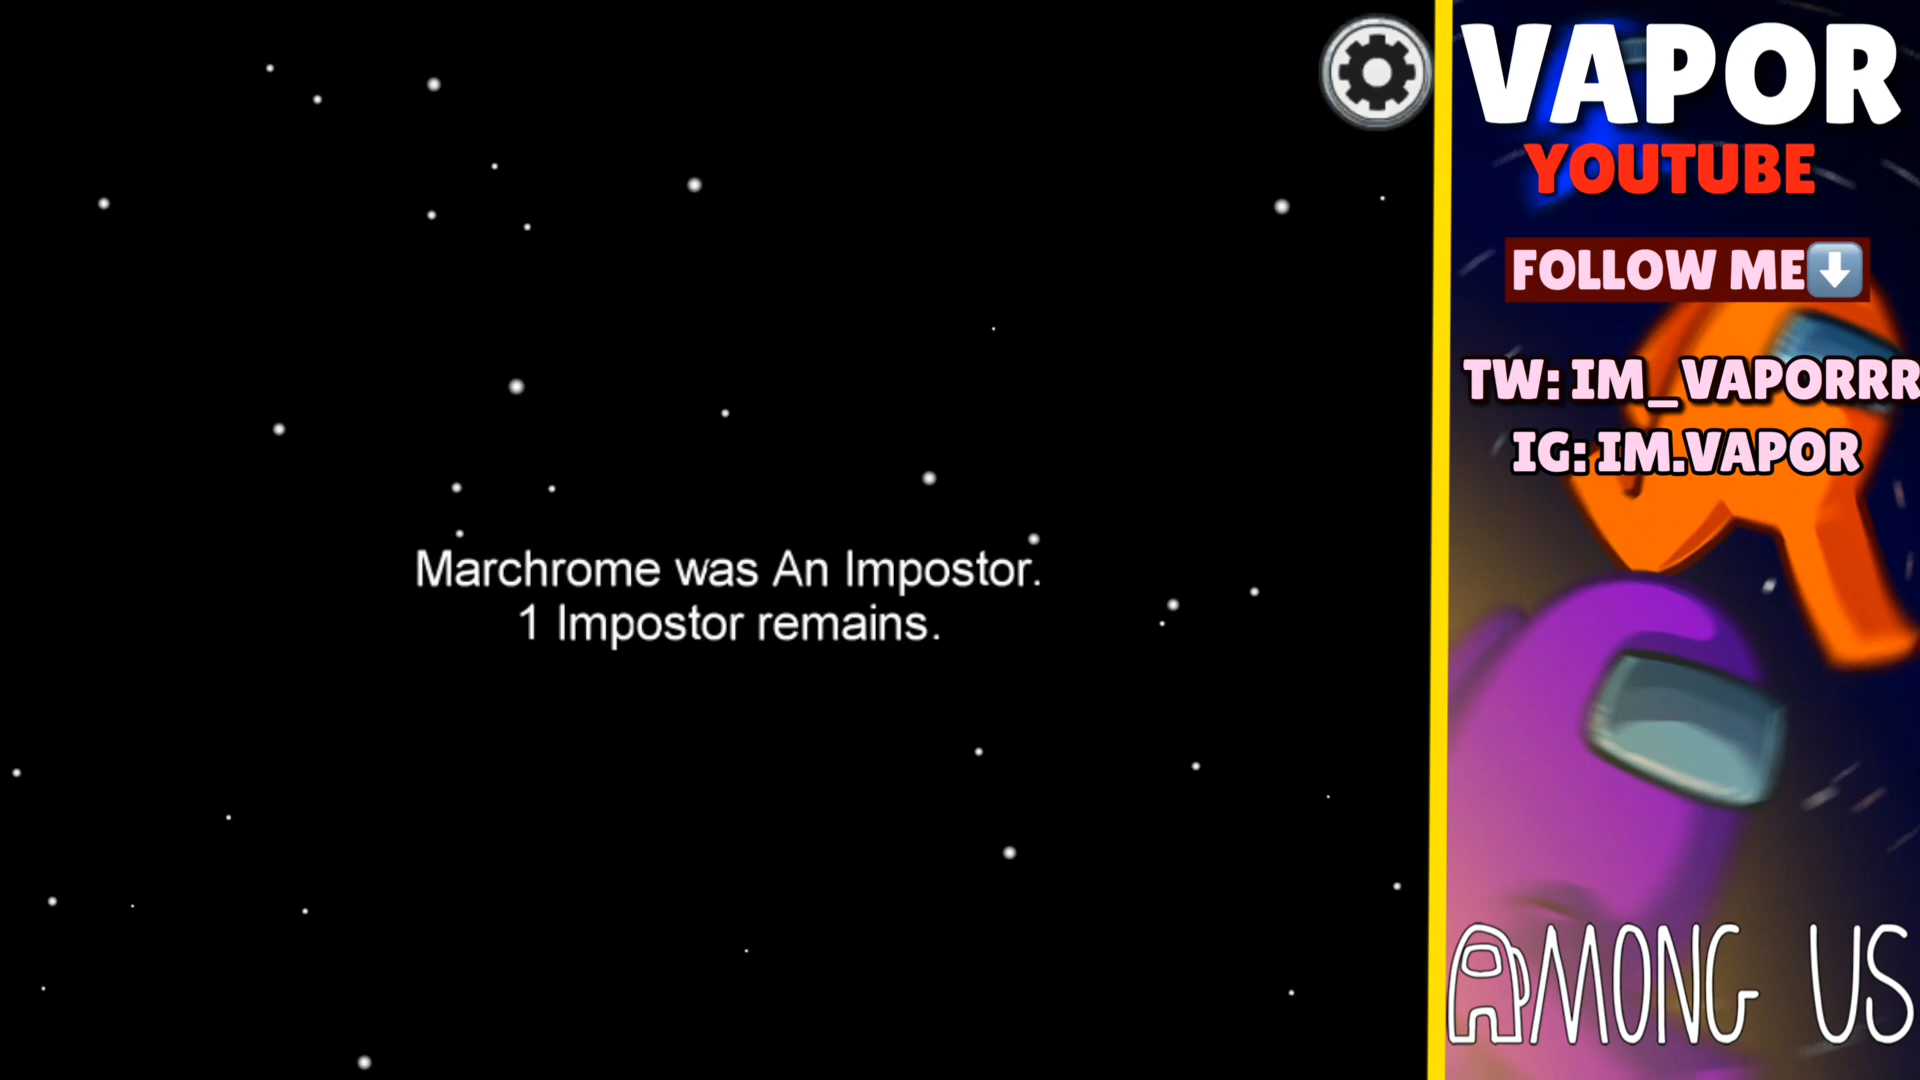 Marchrome was An Impostor.
1 Impostor remains.
VAPOR
YOUTUBE
FOLLOW ME⬇️
TW: IM_VAPORRR
IG: IM.VAPOR
AMONG US